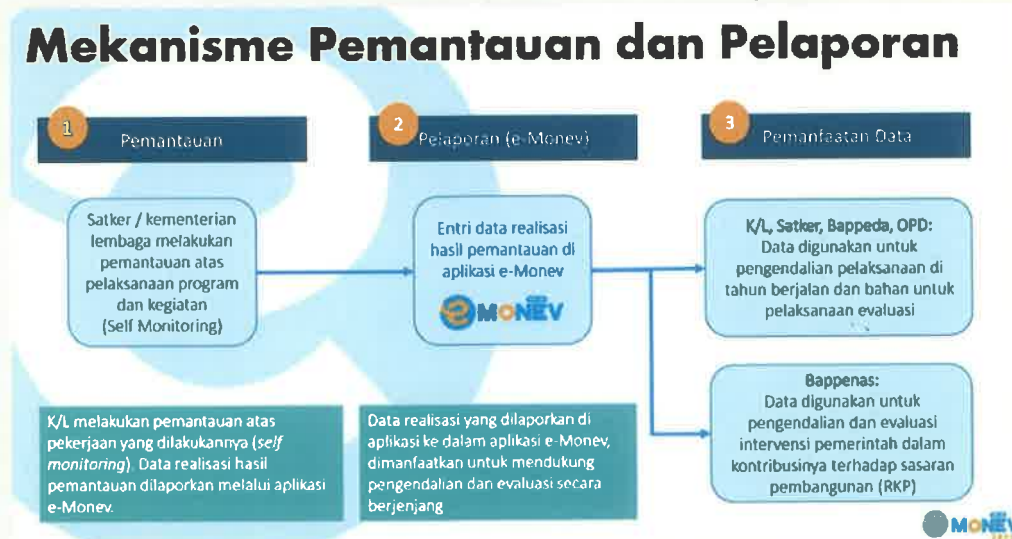 Mekanisme Pemantauan dan Pelaporan
1
Pemantauan
2
Pelaporan (e-Monev)
3
Pemanfaatan Data
Satker / kementerian
lembaga melakukan
pemantauan atas
pelaksanaan program
dan kegiatan
(Self Monitoring)
Entri data realisasi
hasil pemantauan di
aplikasi e-Monev
MONEV
K/L, Satker, Bappeda, OPD:
Data digunakan untuk
pengendalian pelaksanaan di
tahun berjalan dan bahan untuk
pelaksanaan evaluasi
Bappenas:
Data digunakan untuk
pengendalian dan evaluasi
intervensi pemerintah dalam
kontribusinya terhadap sasaran
pembangunan (RKP)
K/L melakukan pemantauan atas
pekerjaan yang dilakukannya (self
monitoring). Data realisasi hasil
pemantauan dilaporkan melalui aplikasi
e-Monev.
Data realisasi yang dilaporkan di
aplikasi ke dalam aplikasi e-Monev,
dimanfaatkan untuk mendukung
pengendalian dan evaluasi secara
berjenjang
MONEV